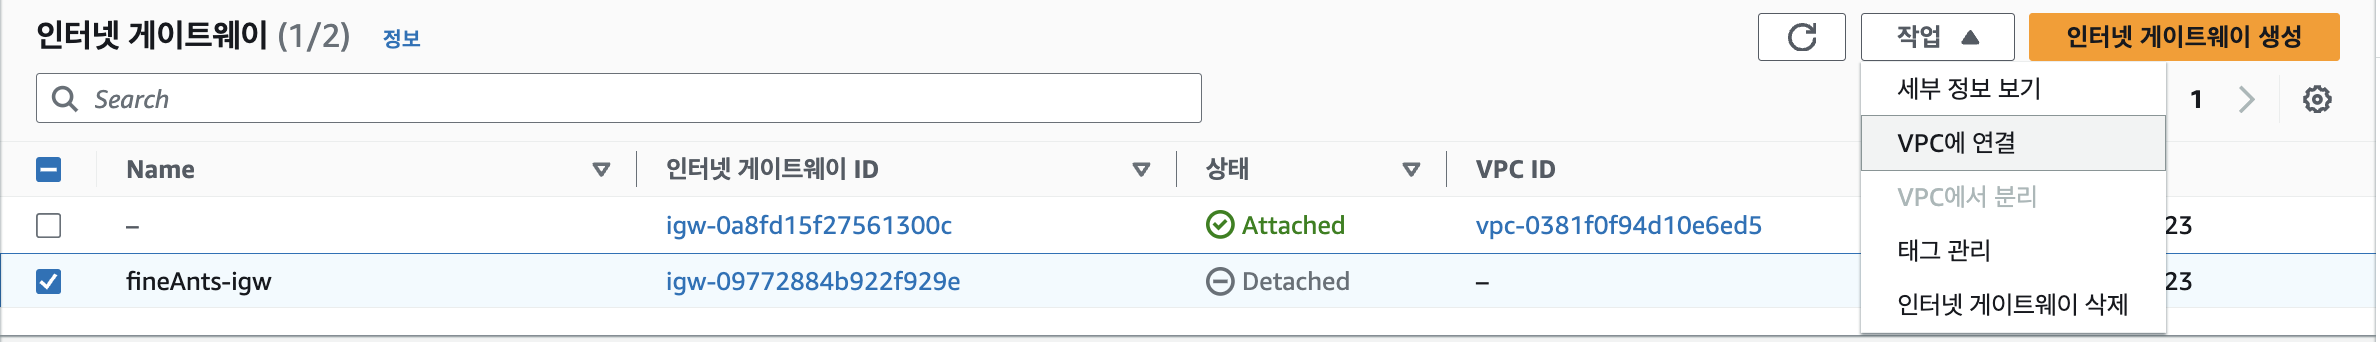 인터넷 게이트웨이 (1/2) 정보
작업 ▲
인터넷 게이트웨이 생성
Search
세부 정보 보기
VPC에 연결
VPC에서 분리
태그 관리
인터넷 게이트웨이 삭제
1
Name 인터넷 게이트웨이 ID 상태 VPC ID
– igw-0a8fd15f27561300c Attached vpc-0381f0f94d10e6ed5 23
fineAnts-igw igw-09772884b922f929e Detached – 23